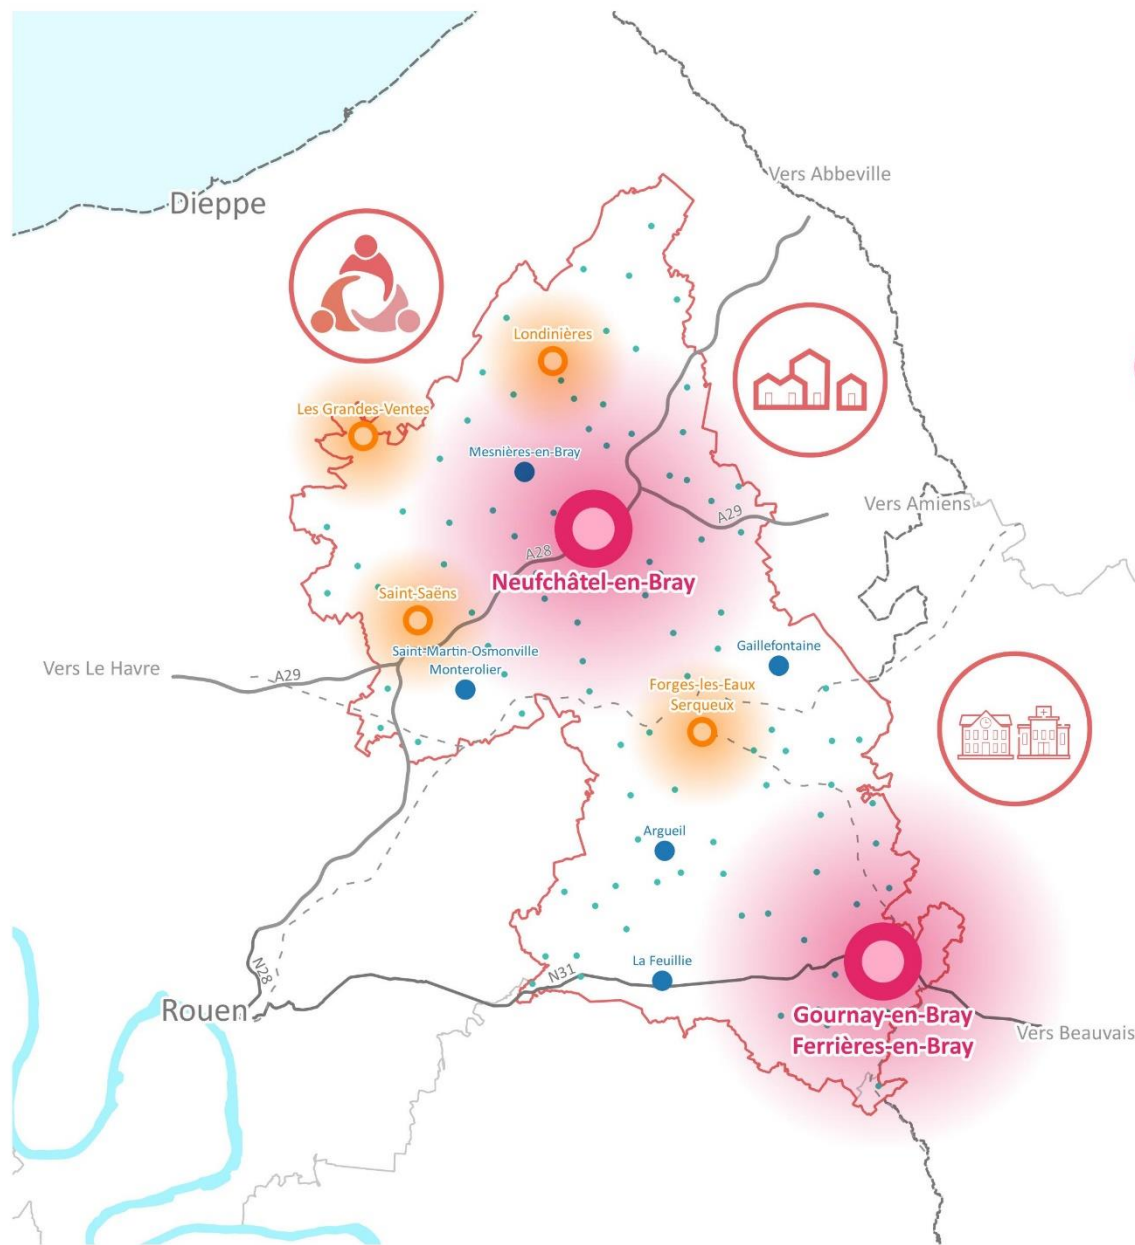 Vers Abbeville
Dieppe
Londinières
Les Grandes-Ventes
Mesnières-en-Bray
Vers Amiens
A29
A28
Neufchâtel-en-Bray
Saint-Saëns
Saint-Martin-Osmonville
Monterolier
Gaillefontaine
Vers Le Havre
A29
Forges-les-Eaux
Serqueux
Argueil
La Feuillie
N31
N28
Rouen
Gournay-en-Bray
Ferrières-en-Bray
Vers Beauvais